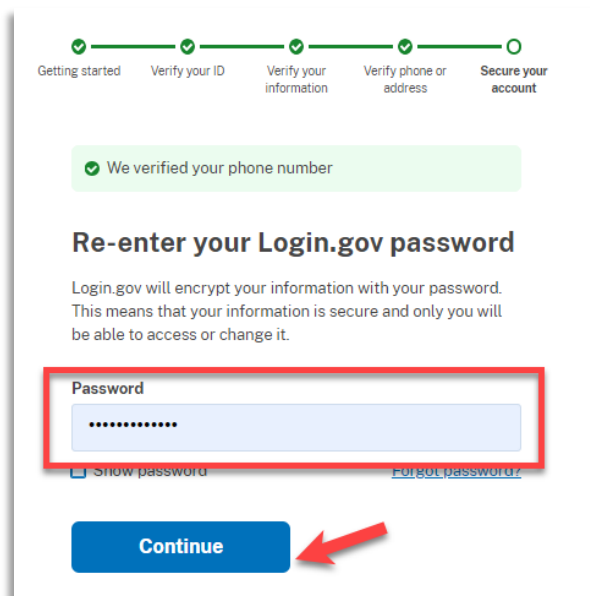 Getting started
Verify your ID
Verify your
information
Verify phone or
address
Secure your
account
We verified your phone number
Re-enter your Login.gov password
Login.gov will encrypt your information with your password.
This means that your information is secure and only you will
be able to access or change it.
Password
•••••••••••••
Show password
Forgot password?
Continue